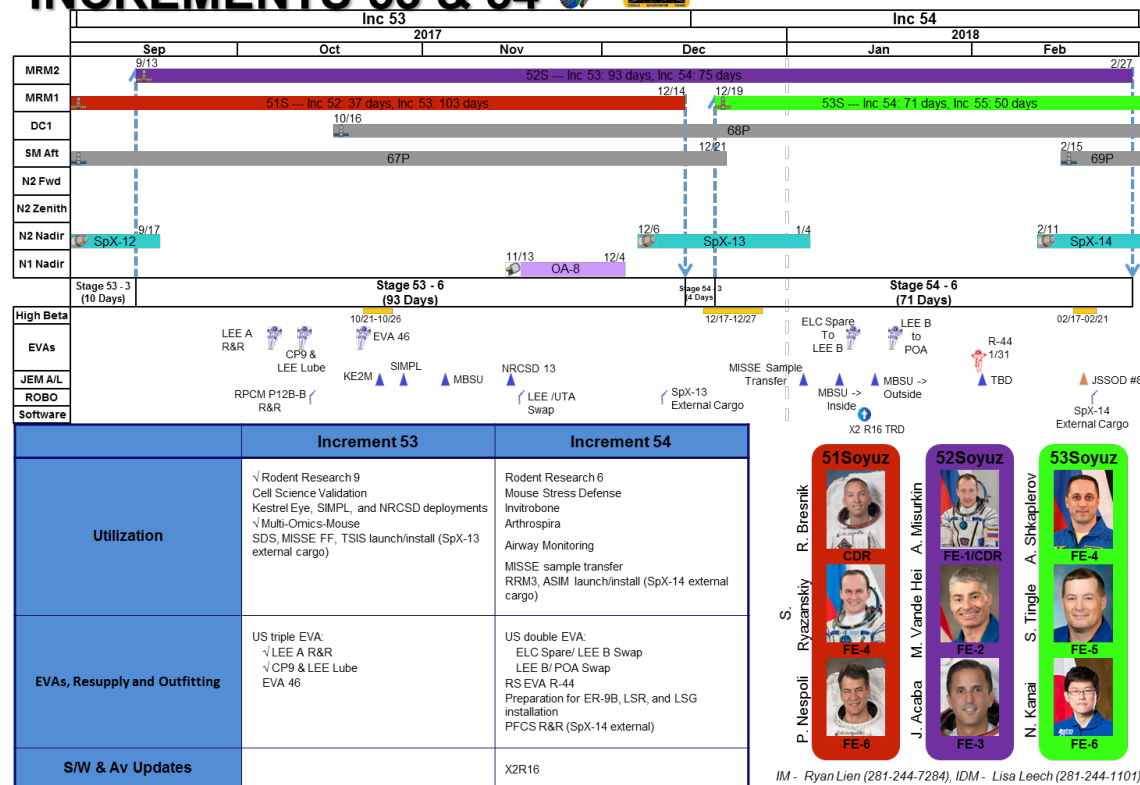 INCREMENTS 53 & 54
Inc 53
Inc 54
2017
2018
Sep
Oct
Nov
Dec
Jan
Feb
MRM2
9/13
52S --- Inc 53: 93 days, Inc 54: 75 days
2/27
MRM1
51S --- Inc 52: 37 days, Inc 53: 103 days
12/14
12/19
53S --- Inc 54: 71 days, Inc 55: 50 days
DC1
10/16
68P
SM Aft
67P
12/21
2/15
69P
N2 Fwd
N2 Zenith
N2 Nadir
SpX-12
9/17
12/6
SpX-13
1/4
2/11
SpX-14
N1 Nadir
11/13
OA-8
12/4
Stage 53 - 3
(10 Days)
Stage 53 - 6
(93 Days)
Stage 54 - 3
(4 Days)
Stage 54 - 6
(71 Days)
High Beta
10/21-10/26
12/17-12/27
02/17-02/21
EVAs
LEE A
R&R
CP9 &
LEE Lube
EVA 46
ELC Spare
To
LEE B
LEE B
to
POA
R-44
1/31
JEM A/L
KE2M
SIMPL
MBSU
NRCSD 13
MISSE Sample
Transfer
MBSU ->
Inside
MBSU ->
Outside
TBD
JSSOD #8
ROBO
RPCM P12B-B
R&R
LEE /UTA
Swap
SpX-13
External Cargo
SpX-14
External Cargo
Software
X2 R16 TRD
Increment 53
Increment 54
Utilization
√ Rodent Research 9
Cell Science Validation
Kestrel Eye, SIMPL, and NRCSD deployments
√ Multi-Omics-Mouse
SDS, MISSE FF, TSIS launch/install (SpX-13
external cargo)
Rodent Research 6
Mouse Stress Defense
Invitrobone
Arthrospira
Airway Monitoring
MISSE sample transfer
RRM3, ASIM launch/install (SpX-14 external
cargo)
EVAs, Resupply and Outfitting
US triple EVA:
√ LEE A R&R
√ CP9 & LEE Lube
EVA 46
US double EVA:
ELC Spare/ LEE B Swap
LEE B/ POA Swap
RS EVA R-44
Preparation for ER-9B, LSR, and LSG
installation
PFCS R&R (SpX-14 external)
S/W & Av Updates
X2R16
51Soyuz
R. Bresnik
CDR
S.
Ryazanskiy
FE-4
P. Nespoli
FE-6
52Soyuz
A. Misurkin
FE-1/CDR
M. Vande Hei
FE-2
J. Acaba
FE-3
53Soyuz
A. Shkaplerov
FE-4
S. Tingle
FE-5
N. Kanai
FE-6
IM - Ryan Lien (281-244-7284), IDM - Lisa Leech (281-244-1101)